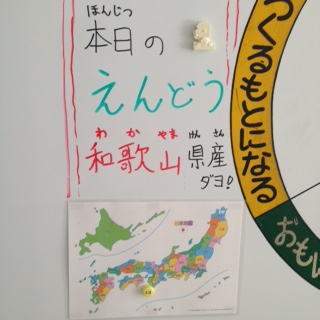 ほんじつ
本日の
えんどう
わかやま けんさん
和歌山県産
ダヨ!
つくるもとになる
おも